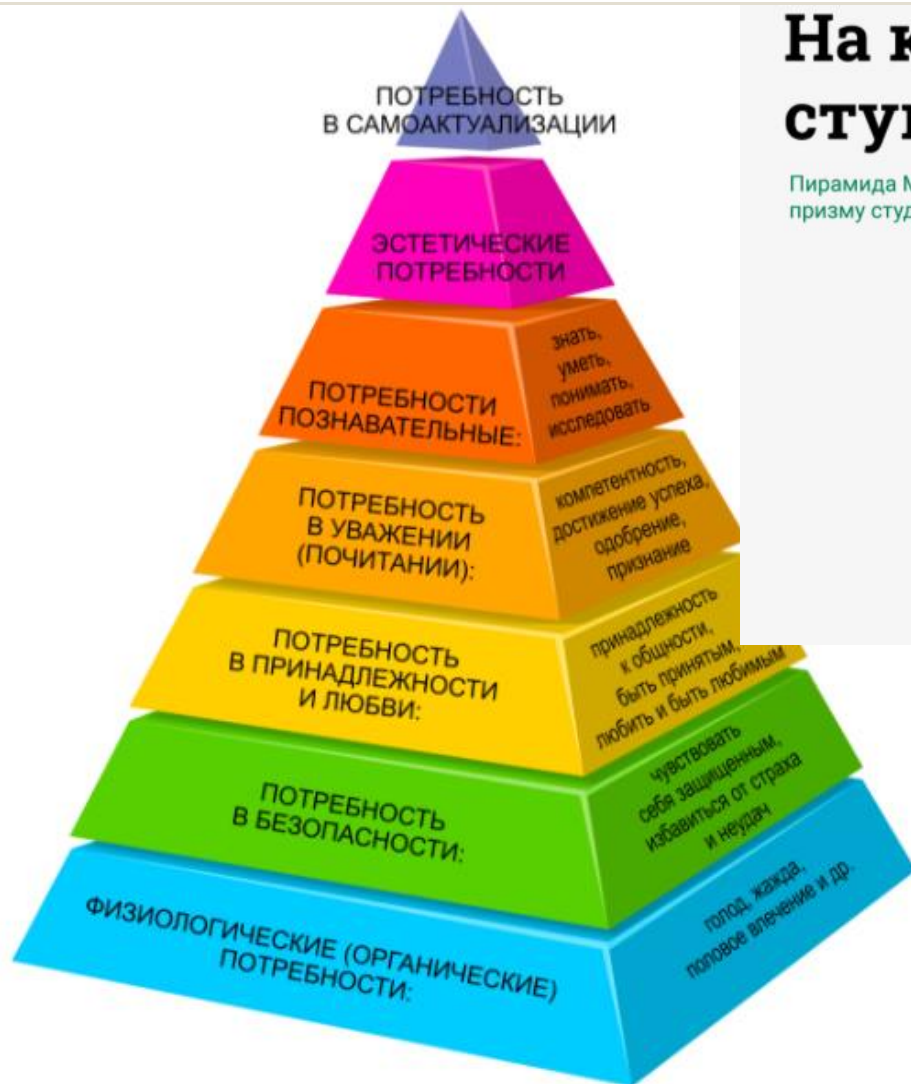 ПОТРЕБНОСТЬ
В САМОАКТУАЛИЗАЦИИ
ЭСТЕТИЧЕСКИЕ
ПОТРЕБНОСТИ
ПОТРЕБНОСТИ
ПОЗНАВАТЕЛЬНЫЕ:
знать,
уметь,
понимать,
исследовать
ПОТРЕБНОСТЬ
В УВАЖЕНИИ
(ПОЧИТАНИИ):
компетентность,
достижение успеха,
одобрение,
признание
ПОТРЕБНОСТЬ
В ПРИНАДЛЕЖНОСТИ
И ЛЮБВИ:
принадлежность
к общности,
быть принятым,
любить и быть любимым
ПОТРЕБНОСТЬ
В БЕЗОПАСНОСТИ:
чувствовать
себя защищенным,
избавиться от страха
и неудач
ФИЗИОЛОГИЧЕСКИЕ (ОРГАНИЧЕСКИЕ)
ПОТРЕБНОСТИ:
голод, жажда,
половое влечение и др.
На
Пирамида
призму